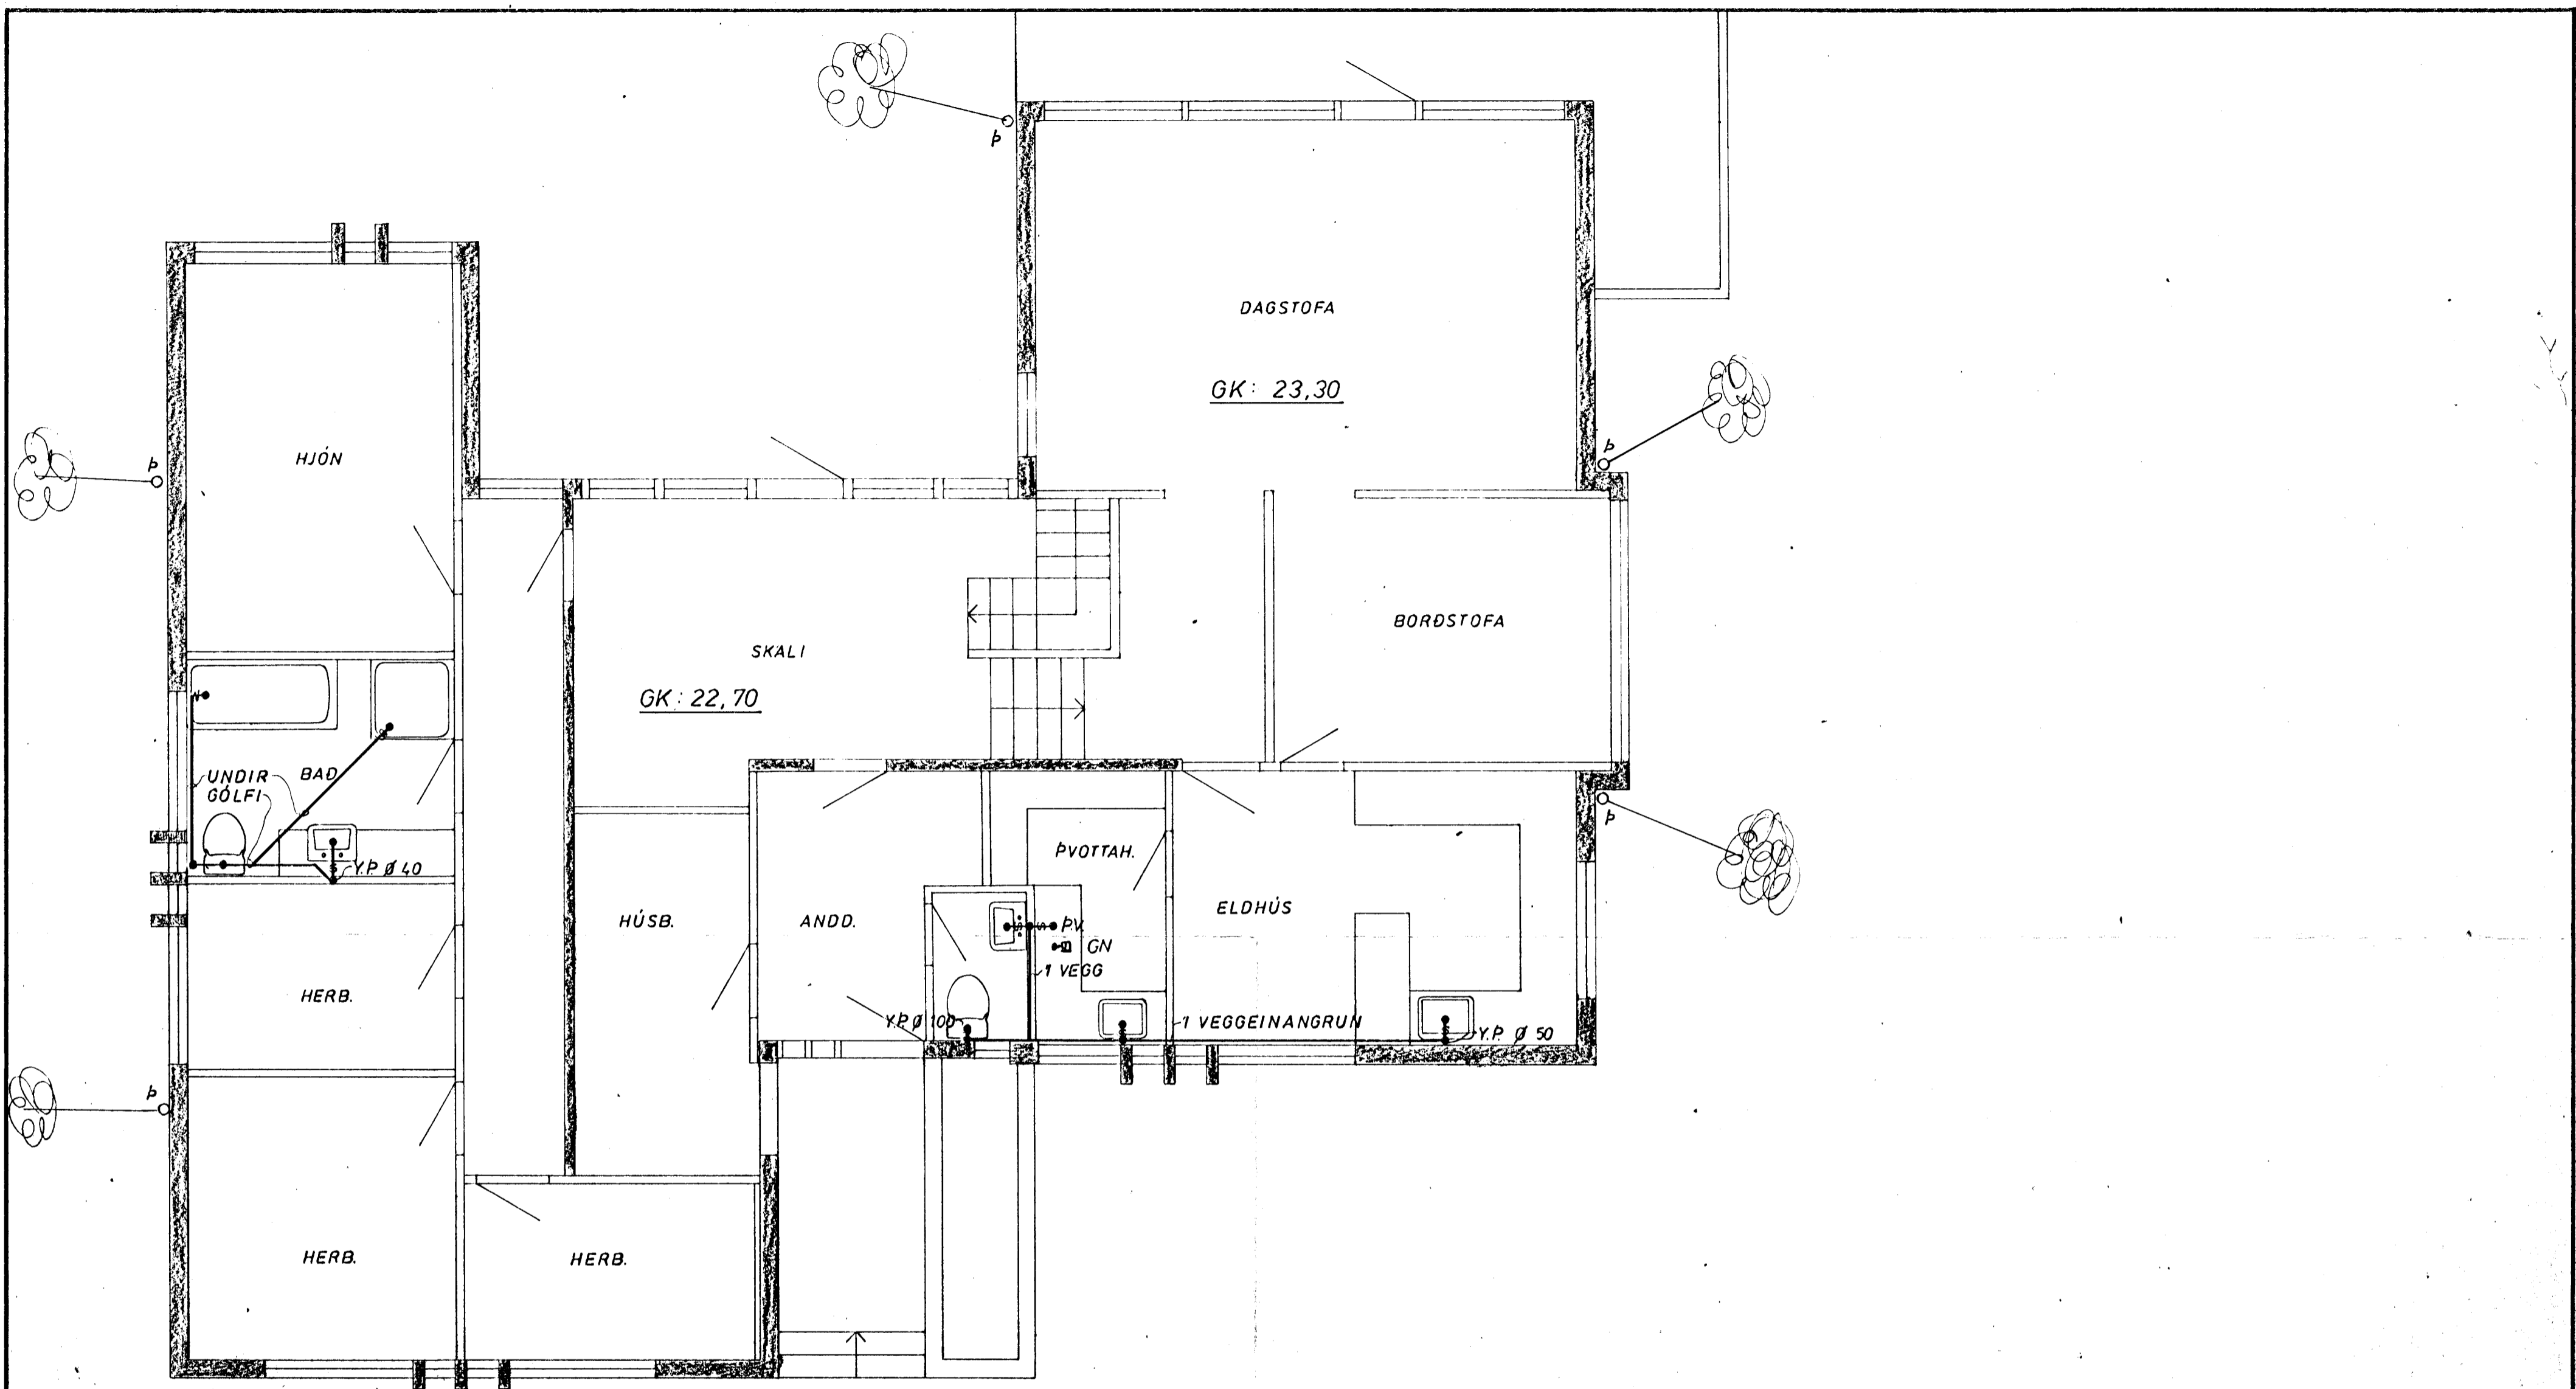 þ
DAGSTOFA
GK: 23,30
þ
HJÓN
þ
BORÐSTOFA
SKALI
GK: 22,70
UNDIR
GÓLFI
BAÐ
Y.P. Ø 40
þ
ÞVOTTAH.
HÚSB.
ANDD.
ELDHÚS
Þ.V.
GN
1 VEGG
HERB.
Y.P. Ø 100
1 VEGGEINANGRUN
Y.P. Ø 50
þ
HERB.
HERB.